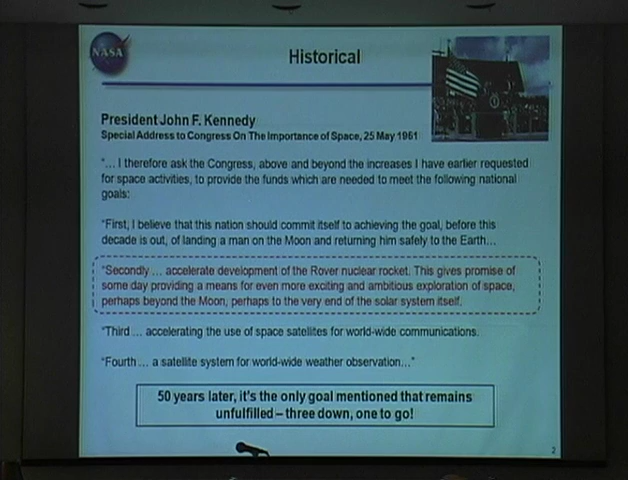 NASA
Historical
President John F. Kennedy
Special Address to Congress On The Importance of Space, 25 May 1961
"… I therefore ask the Congress, above and beyond the increases I have earlier requested
for space activities, to provide the funds which are needed to meet the following national
goals:
"First, I believe that this nation should commit itself to achieving the goal, before this
decade is out, of landing a man on the Moon and returning him safely to the Earth…
"Secondly … accelerate development of the Rover nuclear rocket. This gives promise of
some day providing a means for even more exciting and ambitious exploration of space,
perhaps beyond the Moon, perhaps to the very end of the solar system itself.
"Third … accelerating the use of space satellites for world-wide communications.
"Fourth … a satellite system for world-wide weather observation…"
50 years later, it's the only goal mentioned that remains
unfulfilled – three down, one to go!
2